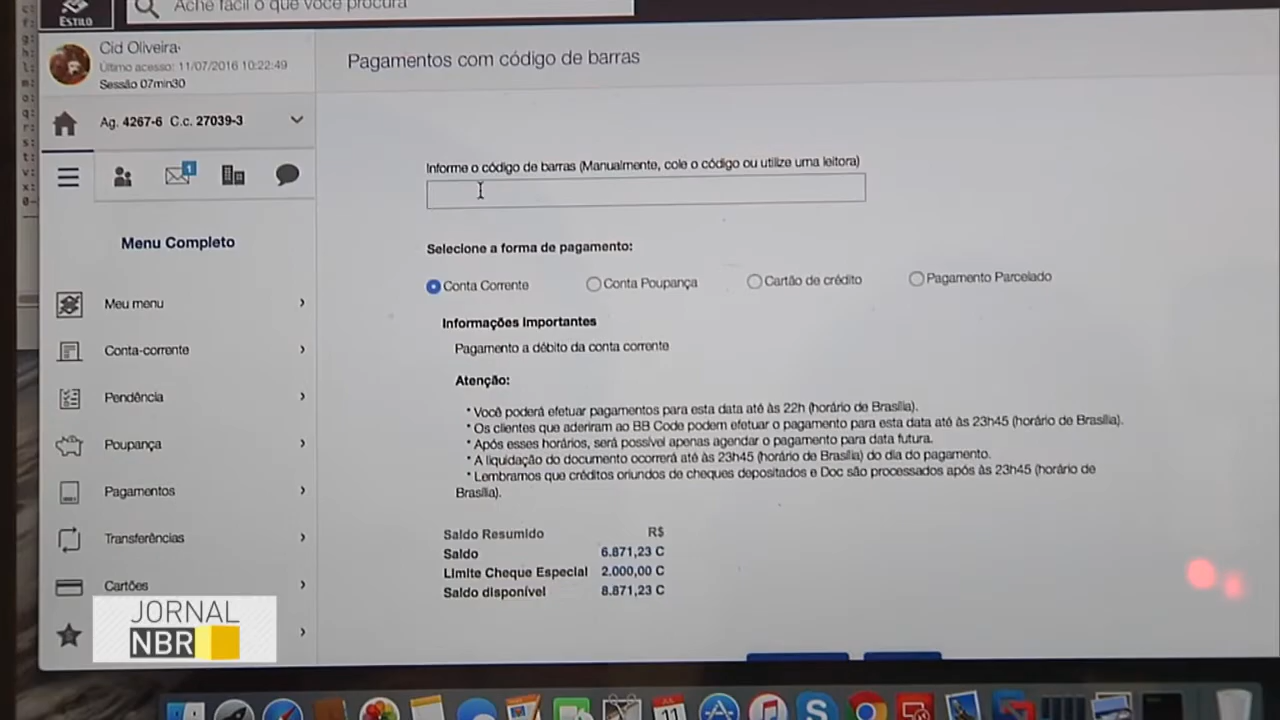 ESTILO
Ache fácil o que você procura
Cid Oliveira
Último acesso: 11/07/2016 10:22:49
Sessão 07min30
Ag. 4267-6 C.c. 27039-3
1
Menu Completo
Meu menu
Conta-corrente
Pendência
Poupança
Pagamentos
Transferências
Cartões
Pagamentos com código de barras
Informe o código de barras (Manualmente, cole o código ou utilize uma leitora)
Selecione a forma de pagamento:
Conta Corrente Conta Poupança Cartão de crédito Pagamento Parcelado
Informações Importantes
Pagamento a débito da conta corrente
Atenção:
* Você poderá efetuar pagamentos para esta data até às 22h (horário de Brasília).
* Os clientes que aderiram ao BB Code podem efetuar o pagamento para esta data até às 23h45 (horário de Brasília).
* Após esses horários, será possível apenas agendar o pagamento para data futura.
* A liquidação do documento ocorrerá até às 23h45 (horário de Brasília) do dia do pagamento.
* Lembramos que créditos oriundos de cheques depositados e Doc são processados após às 23h45 (horário de
Brasília).
Saldo Resumido R$
Saldo 6.871,23 C
Limite Cheque Especial 2.000,00 C
Saldo disponível 8.871,23 C
JORNAL
NBR
11